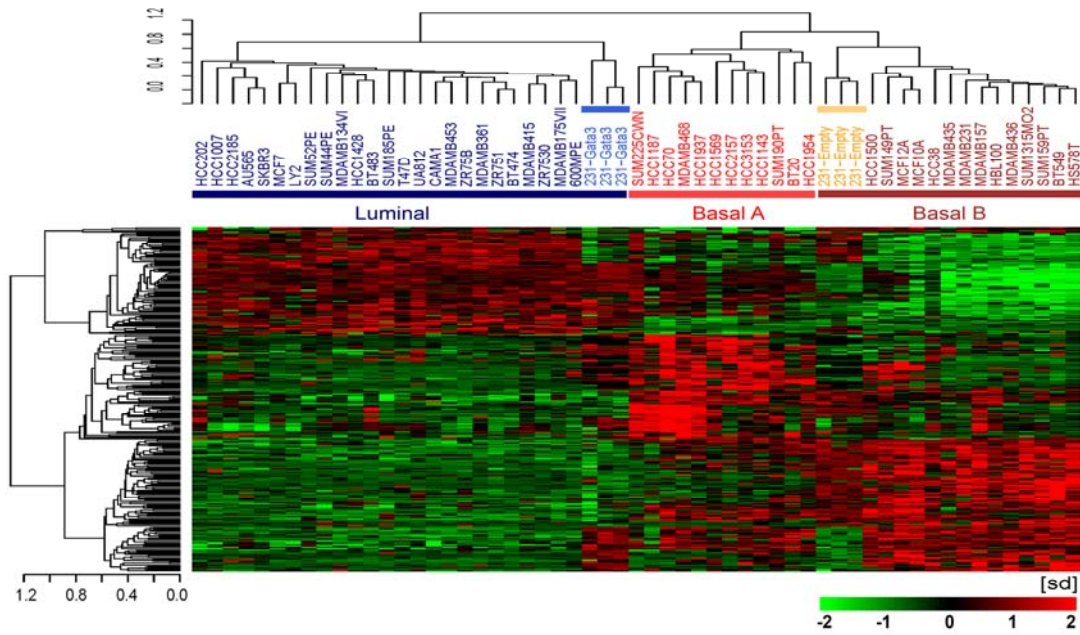 1.2
0.8
0.4
0.0
HCC202
HCC1007
HCC2185
AU565
SKBR3
MCF7
LY2
SUM52PE
SUM44PE
MDAMB134VI
HCC1428
BT483
SUM185PE
T47D
UA812
CAMA1
MDAMB453
ZR75B
MDAMB361
ZR751
BT474
MDAMB415
ZR7530
MDAMB175VII
600MPE
231-Gata3
231-Gata3
231-Gata3
SUM225CWN
HCC1187
HCC70
MDAMB468
HCC1937
HCC1569
HCC2157
HCC3153
HCC1143
SUM190PT
BT20
HCC1954
231-Empty
231-Empty
231-Empty
HCC1500
SUM149PT
MCF12A
MCF10A
HCC38
MDAMB435
MDAMB231
MDAMB157
HBL100
MDAMB436
SUM1315MO2
SUM159PT
BT549
HS578T
Luminal Basal A Basal B
1.2 0.8 0.4 0.0
[sd]
-2 -1 0 1 2